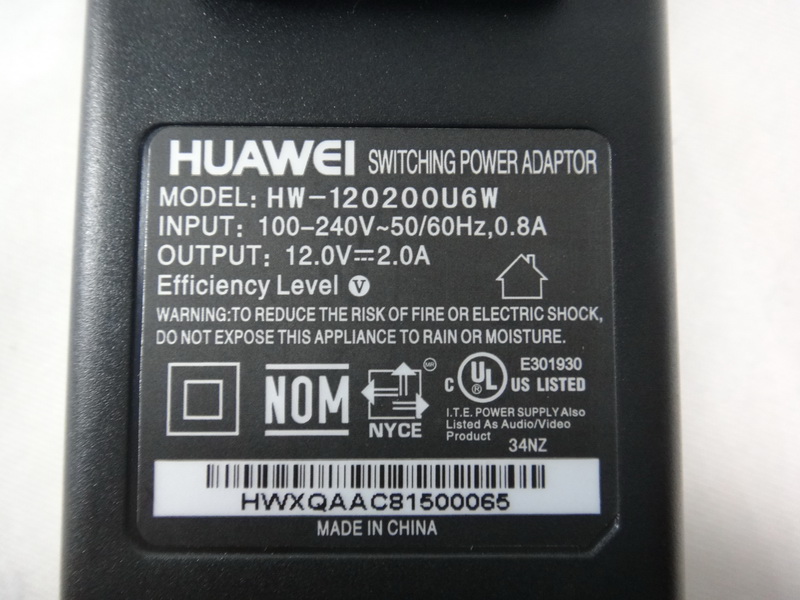 HUAWEI SWITCHING POWER ADAPTOR
MODEL: HW-120200U6W
INPUT: 100-240V~50/60Hz,0.8A
OUTPUT: 12.0V⎓2.0A
Efficiency Level V
WARNING:TO REDUCE THE RISK OF FIRE OR ELECTRIC SHOCK,
DO NOT EXPOSE THIS APPLIANCE TO RAIN OR MOISTURE.
NOM
NYCE
MR
C UL ® US LISTED
E301930
I.T.E. POWER SUPPLY Also
Listed As Audio/Video
Product
34NZ
HWXQAAC81500065
MADE IN CHINA